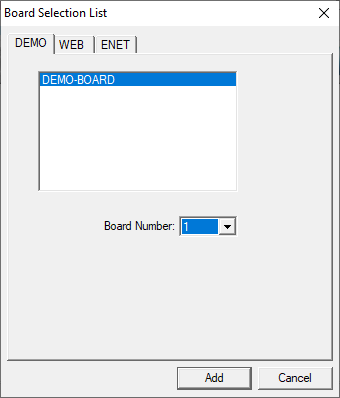 Board Selection List
DEMO WEB ENET
DEMO-BOARD
Board Number: 1
Add Cancel